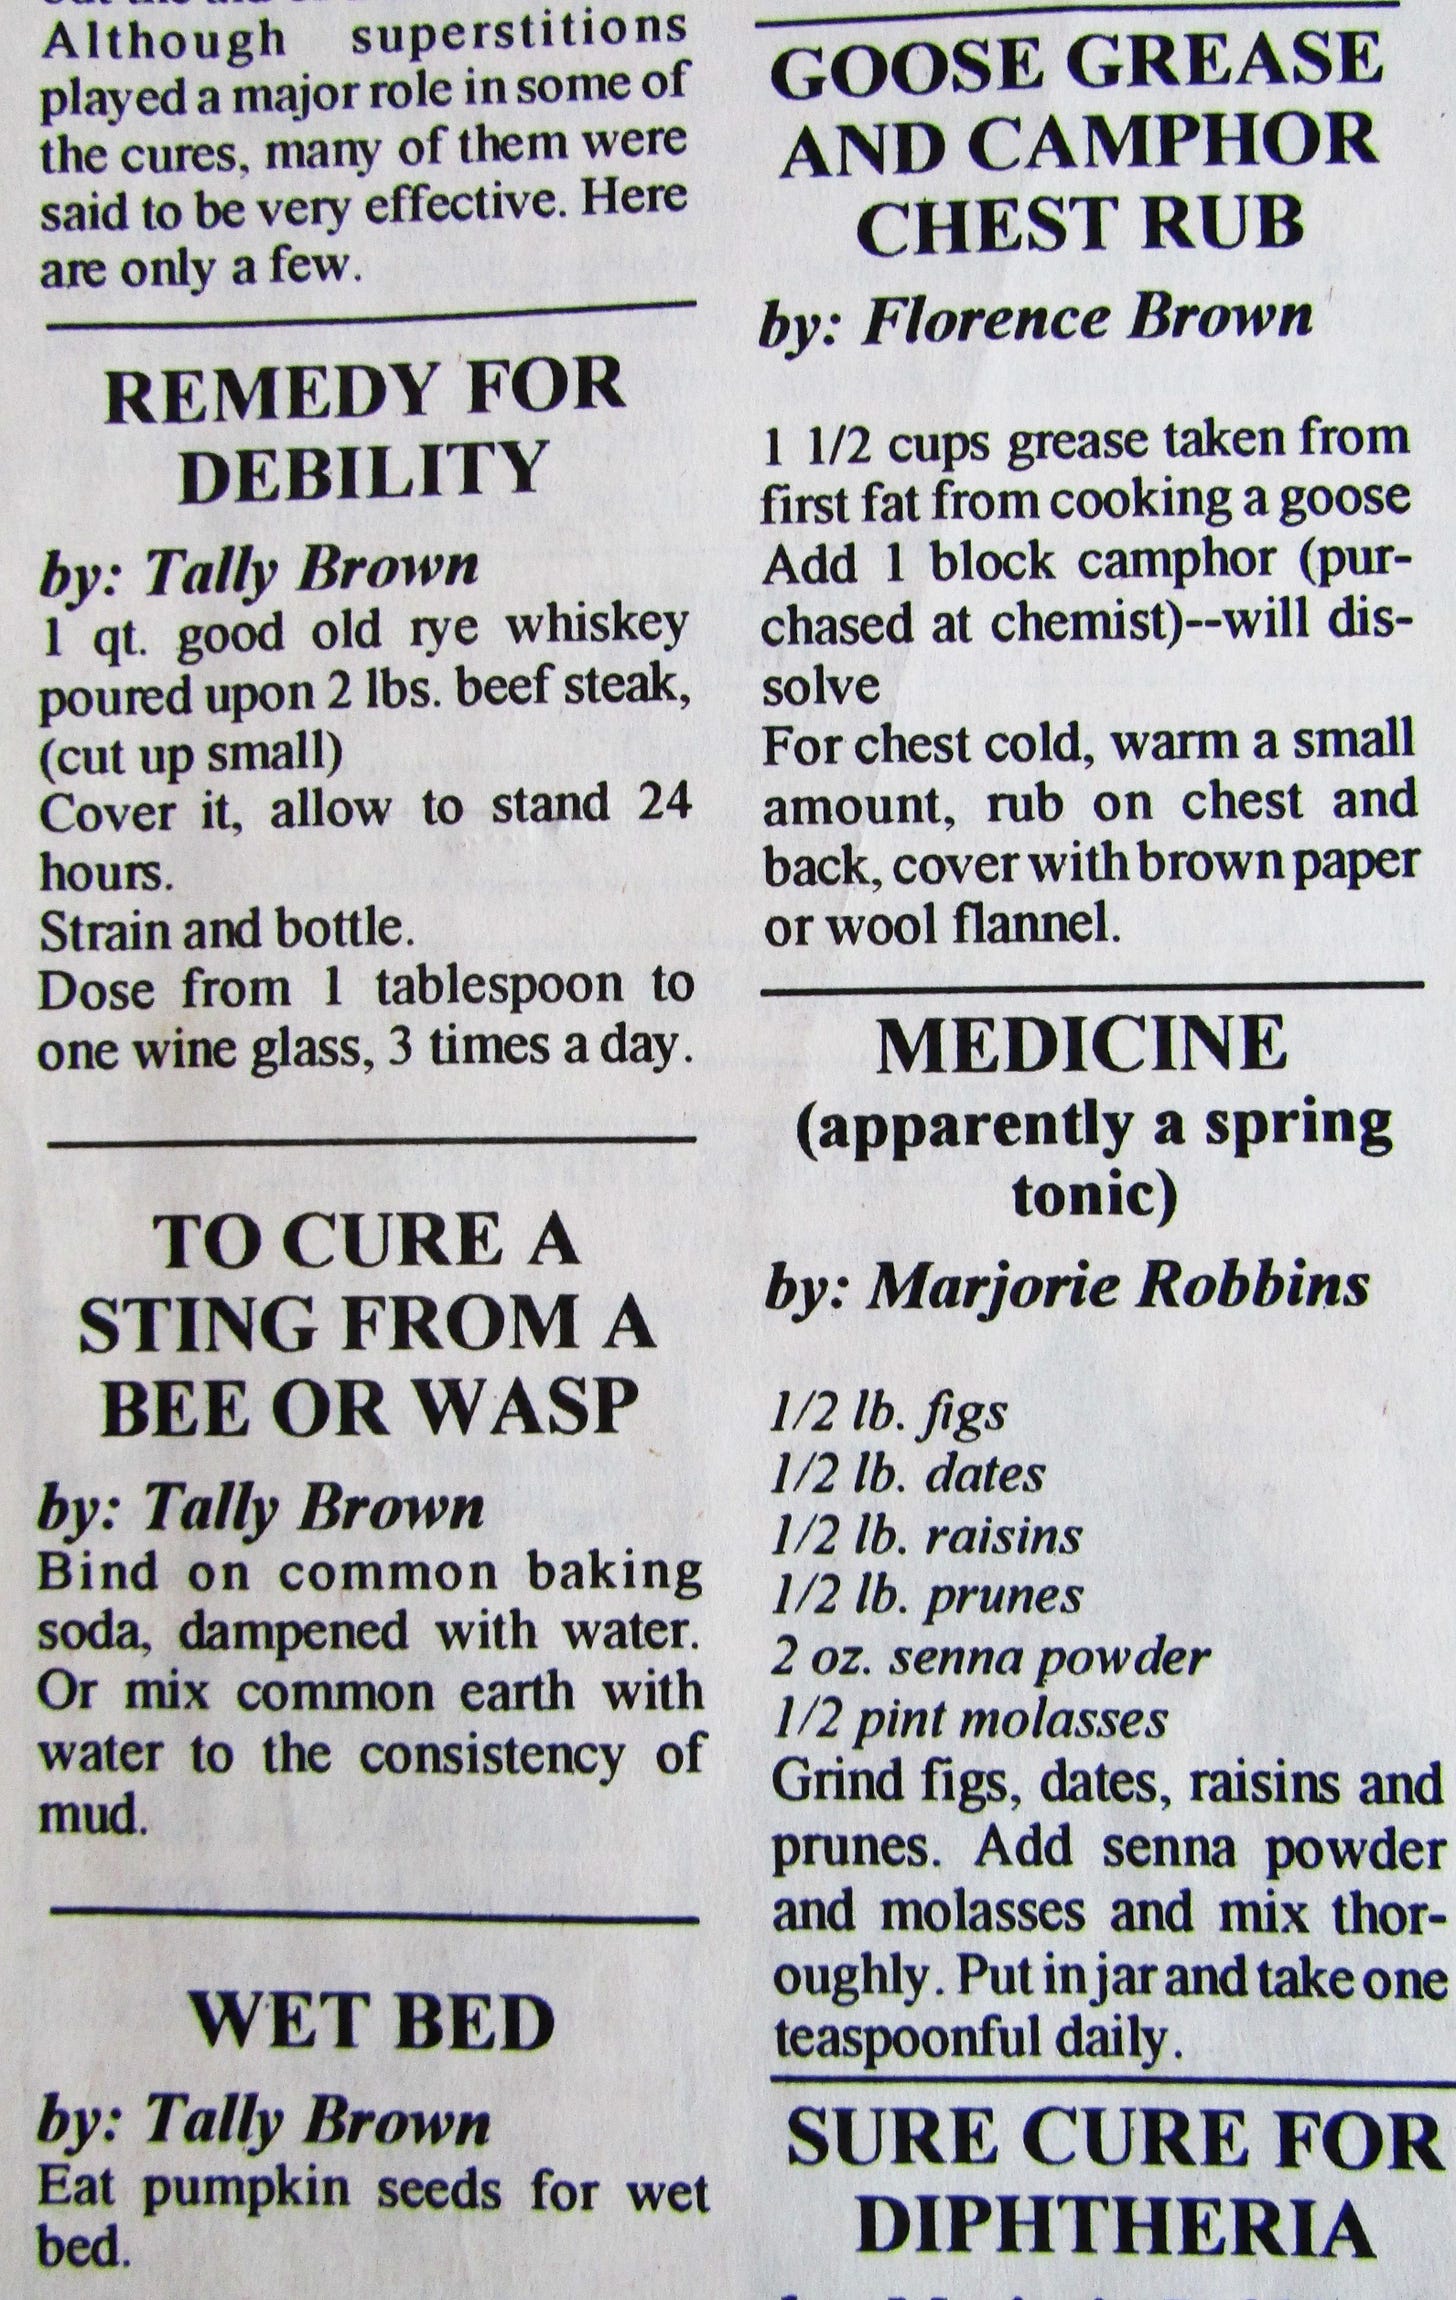 Although superstitions
played a major role in some of
the cures, many of them were
said to be very effective. Here
are only a few.
REMEDY FOR
DEBILITY
by: Tally Brown
1 qt. good old rye whiskey
poured upon 2 lbs. beef steak,
(cut up small)
Cover it, allow to stand 24
hours.
Strain and bottle.
Dose from 1 tablespoon to
one wine glass, 3 times a day.
TO CURE A
STING FROM A
BEE OR WASP
by: Tally Brown
Bind on common baking
soda, dampened with water.
Or mix common earth with
water to the consistency of
mud.
WET BED
by: Tally Brown
Eat pumpkin seeds for wet
bed.
GOOSE GREASE
AND CAMPHOR
CHEST RUB
by: Florence Brown
1 1/2 cups grease taken from
first fat from cooking a goose
Add 1 block camphor (pur-
chased at chemist)--will dis-
solve
For chest cold, warm a small
amount, rub on chest and
back, cover with brown paper
or wool flannel.
MEDICINE
(apparently a spring
tonic)
by: Marjorie Robbins
1/2 lb. figs
1/2 lb. dates
1/2 lb. raisins
1/2 lb. prunes
2 oz. senna powder
1/2 pint molasses
Grind figs, dates, raisins and
prunes. Add senna powder
and molasses and mix thor-
oughly. Put in jar and take one
teaspoonful daily.
SURE CURE FOR
DIPHTHERIA